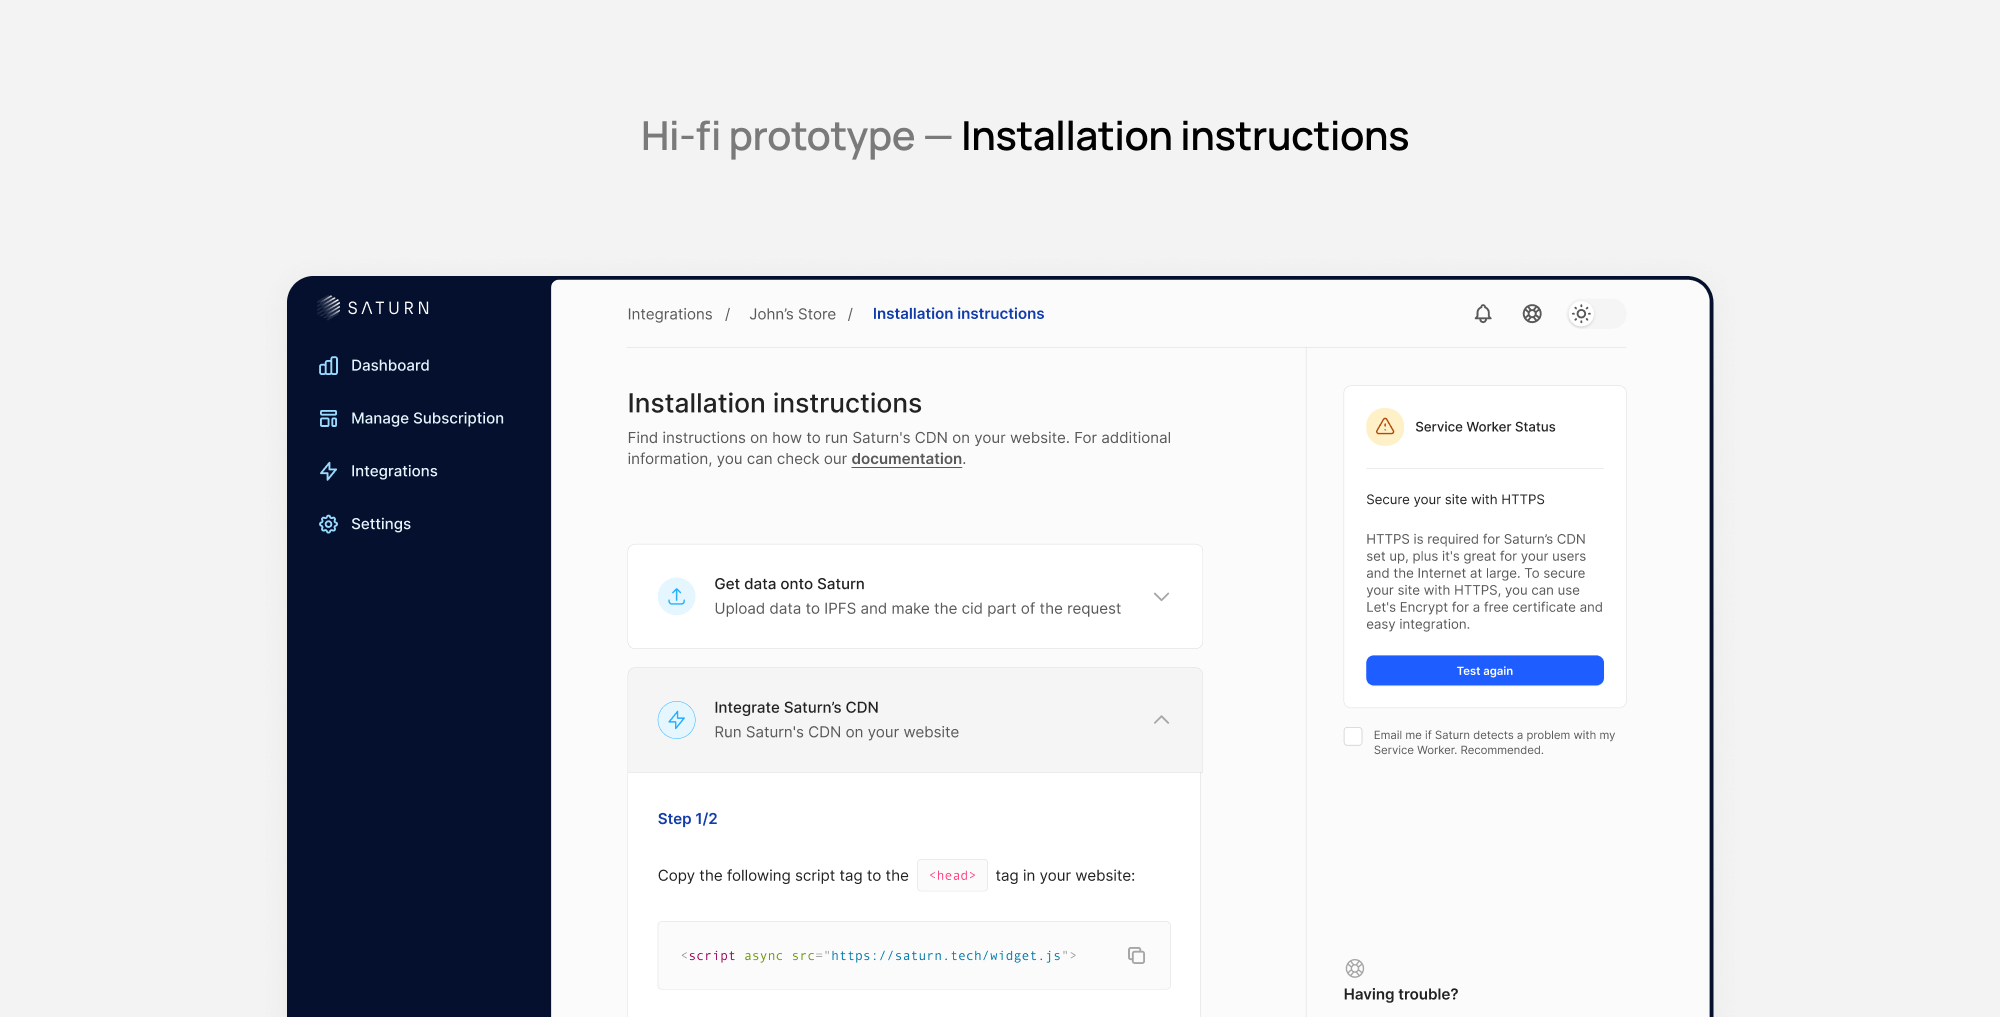 Hi-fi prototype — Installation instructions
SATURN
Dashboard
Manage Subscription
Integrations
Settings
Integrations / John’s Store / Installation instructions
Installation instructions
Find instructions on how to run Saturn's CDN on your website. For additional
information, you can check our documentation.
Get data onto Saturn
Upload data to IPFS and make the cid part of the request
Integrate Saturn’s CDN
Run Saturn's CDN on your website
Step 1/2
Copy the following script tag to the <head> tag in your website:
<script async src="https://saturn.tech/widget.js">
Service Worker Status
Secure your site with HTTPS
HTTPS is required for Saturn’s CDN
set up, plus it's great for your users
and the Internet at large. To secure
your site with HTTPS, you can use
Let's Encrypt for a free certificate and
easy integration.
Test again
Email me if Saturn detects a problem with my
Service Worker. Recommended.
Having trouble?